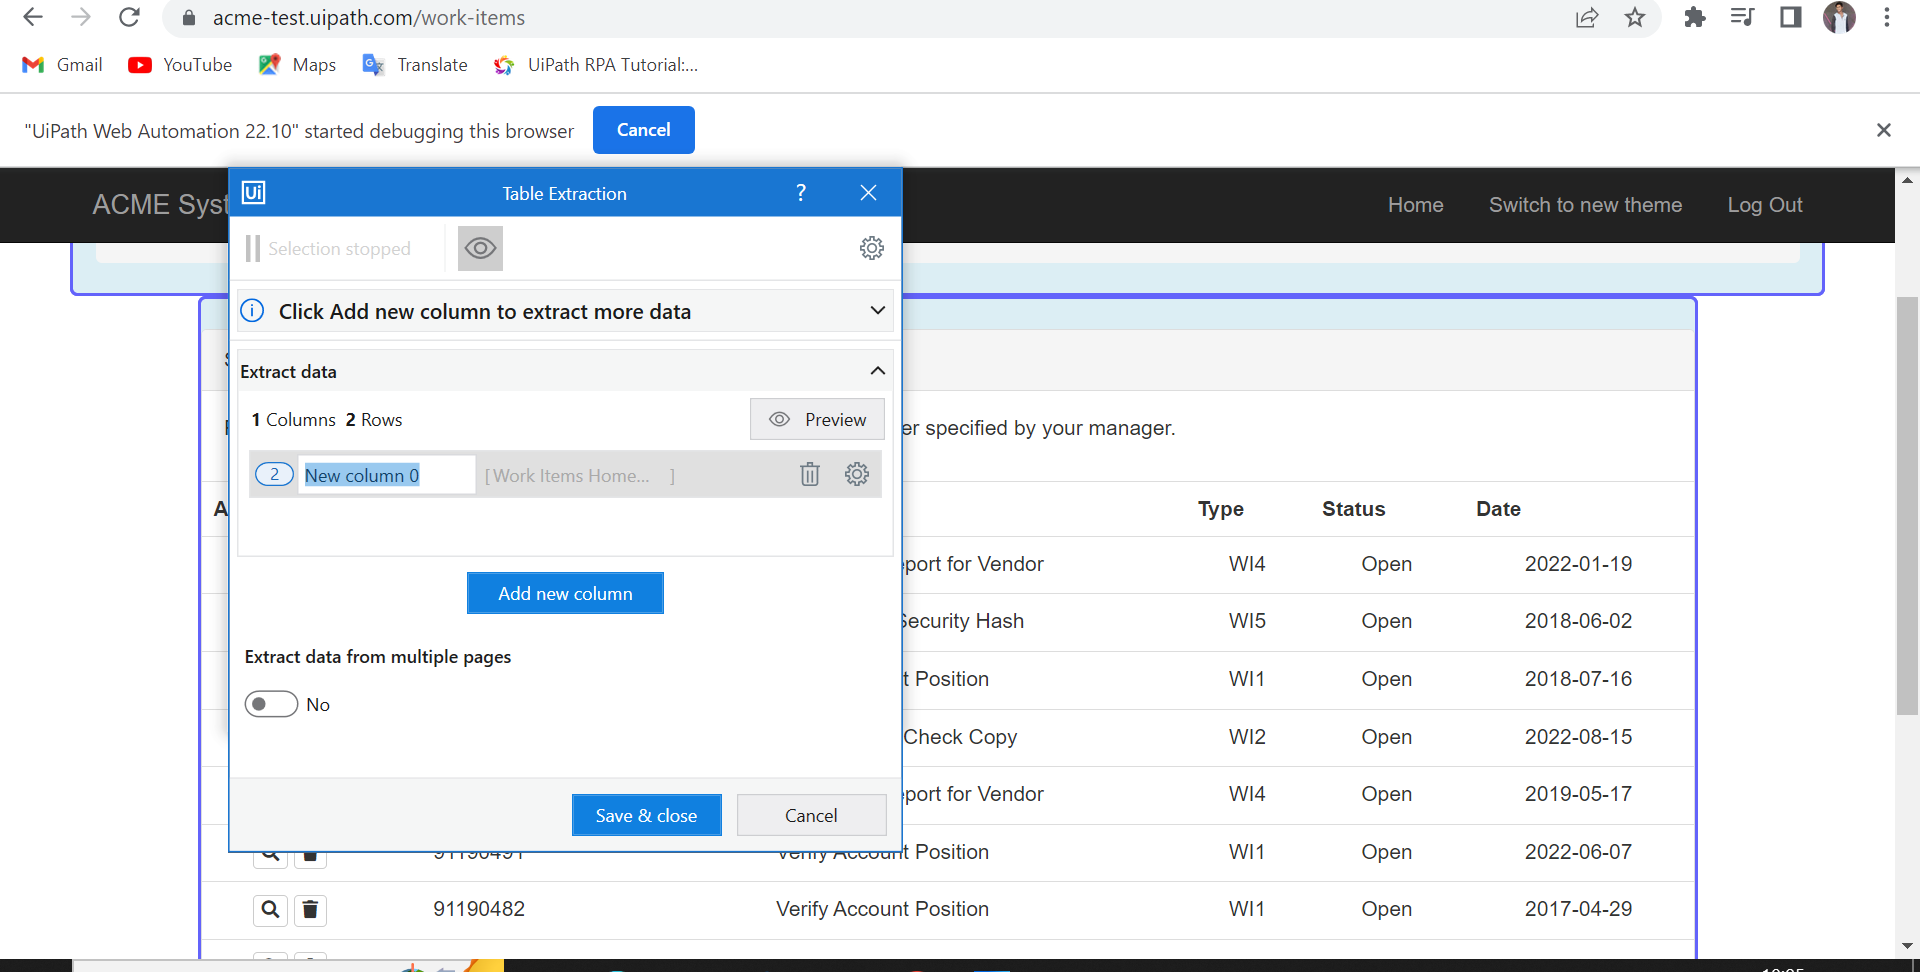 acme-test.uipath.com/work-items
Gmail YouTube Maps Translate UiPath RPA Tutorial:...
"UiPath Web Automation 22.10" started debugging this browser Cancel
ACME Syst Home Switch to new theme Log Out
Ui Table Extraction ?
Selection stopped
Click Add new column to extract more data
Extract data
1 Columns 2 Rows Preview
er specified by your manager.
2 New column 0 [Work Items Home... ]
A Type Status Date
port for Vendor WI4 Open 2022-01-19
Add new column
Security Hash WI5 Open 2018-06-02
Extract data from multiple pages
t Position WI1 Open 2018-07-16
No
Check Copy WI2 Open 2022-08-15
port for Vendor WI4 Open 2019-05-17
Save & close Cancel
91190491 Verify Account Position WI1 Open 2022-06-07
91190482 Verify Account Position WI1 Open 2017-04-29